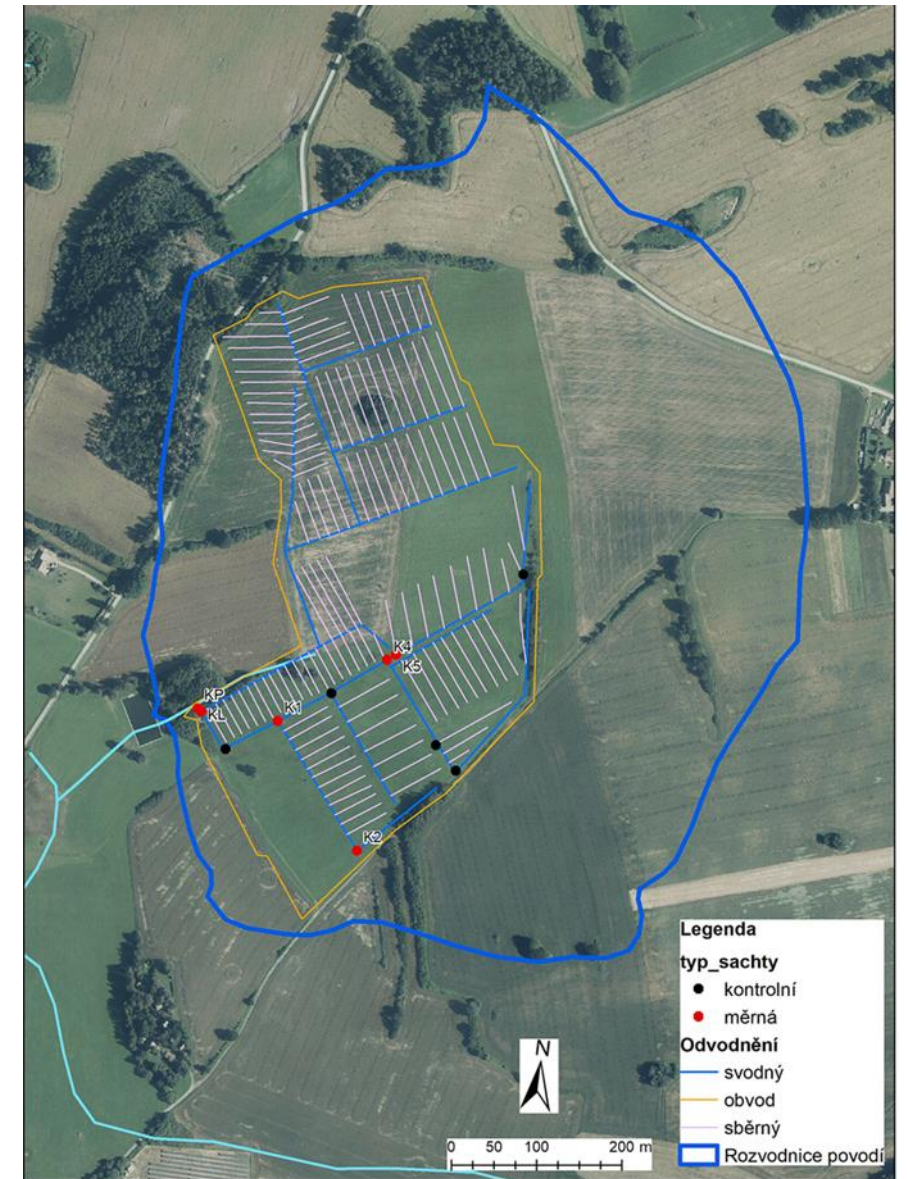 K4
K5
KP
KL
K1
K2
Legenda
typ_sachty
kontrolní
měrná
Odvodnění
svodný
obvod
sběrný
Rozvodnice povodí
N
0 50 100 200 m